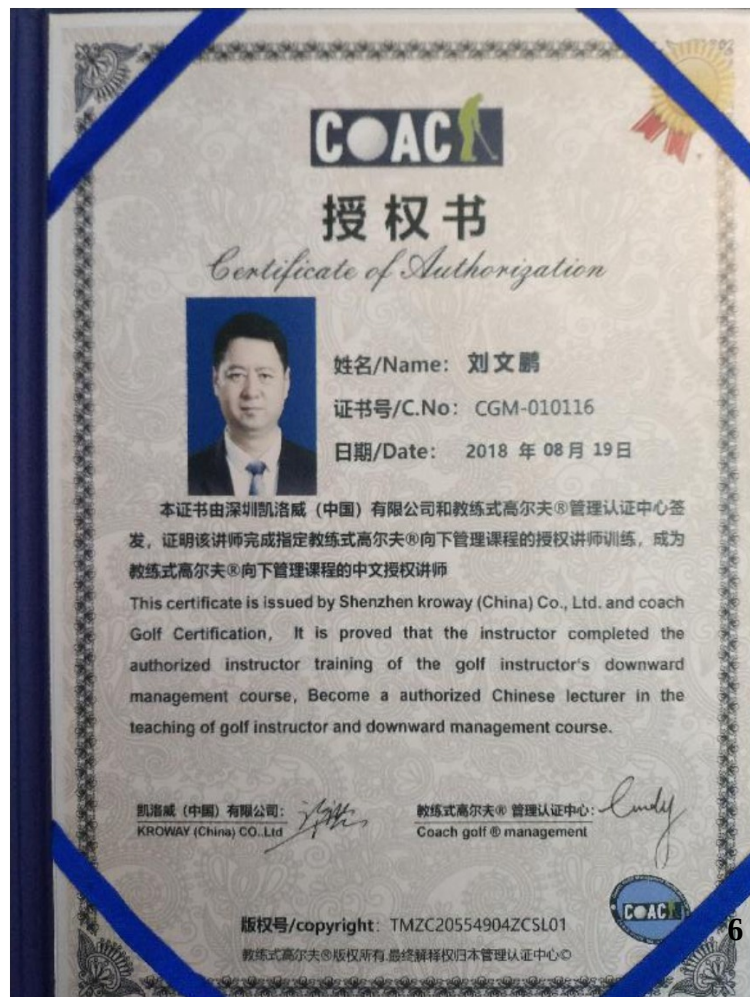 COACH
授权书
Certificate of Authorization
姓名/Name： 刘文鹏
证书号/C.No： CGM-010116
日期/Date： 2018 年 08月 19日
本证书由深圳凯洛威（中国）有限公司和教练式高尔夫®管理认证中心签
发，证明该讲师完成指定教练式高尔夫®向下管理课程的授权讲师训练，成为
教练式高尔夫®向下管理课程的中文授权讲师
This certificate is issued by Shenzhen kroway (China) Co., Ltd. and coach
Golf Certification, It is proved that the instructor completed the
authorized instructor training of the golf instructor's downward
management course, Become a authorized Chinese lecturer in the
teaching of golf instructor and downward management course.
凯洛威（中国）有限公司：
KROWAY (China) CO.,Ltd
教练式高尔夫® 管理认证中心： Cindy
Coach golf ® management
COACH
6
版权号/copyright： TMZC20554904ZCSL01
教练式高尔夫®版权所有.最终解释权归本管理认证中心©